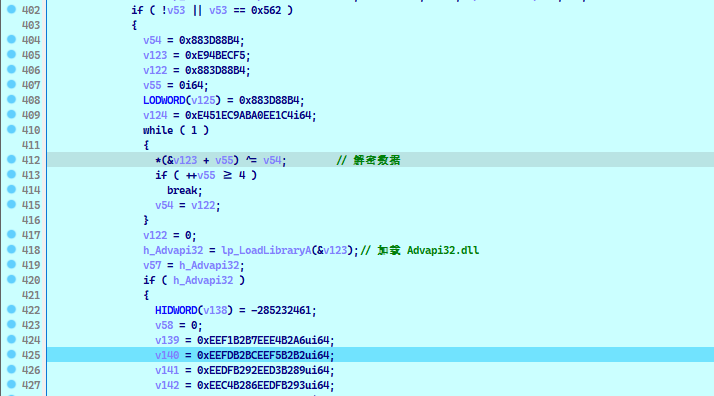 402 if ( !v53 || v53 == 0x562 )
403 {
404 v54 = 0x883D88B4;
405 v123 = 0xE94BECF5;
406 v122 = 0x883D88B4;
407 v55 = 0i64;
408 LODWORD(v125) = 0x883D88B4;
409 v124 = 0xE451EC9ABA0EE1C4i64;
410 while ( 1 )
411 {
412 *(&v123 + v55) ^= v54; // 解密数据
413 if ( ++v55 >= 4 )
414 break;
415 v54 = v122;
416 }
417 v122 = 0;
418 h_Advapi32 = lp_LoadLibraryA(&v123);// 加载 Advapi32.dll
419 v57 = h_Advapi32;
420 if ( h_Advapi32 )
421 {
422 HIDWORD(v138) = -285232461;
423 v58 = 0;
424 v139 = 0xEEF1B2B7EEE4B2A6ui64;
425 v140 = 0xEEFDB2BCEEF5B2B2ui64;
426 v141 = 0xEEDFB292EED3B289ui64;
427 v142 = 0xEEC4B286EEDFB293ui64;